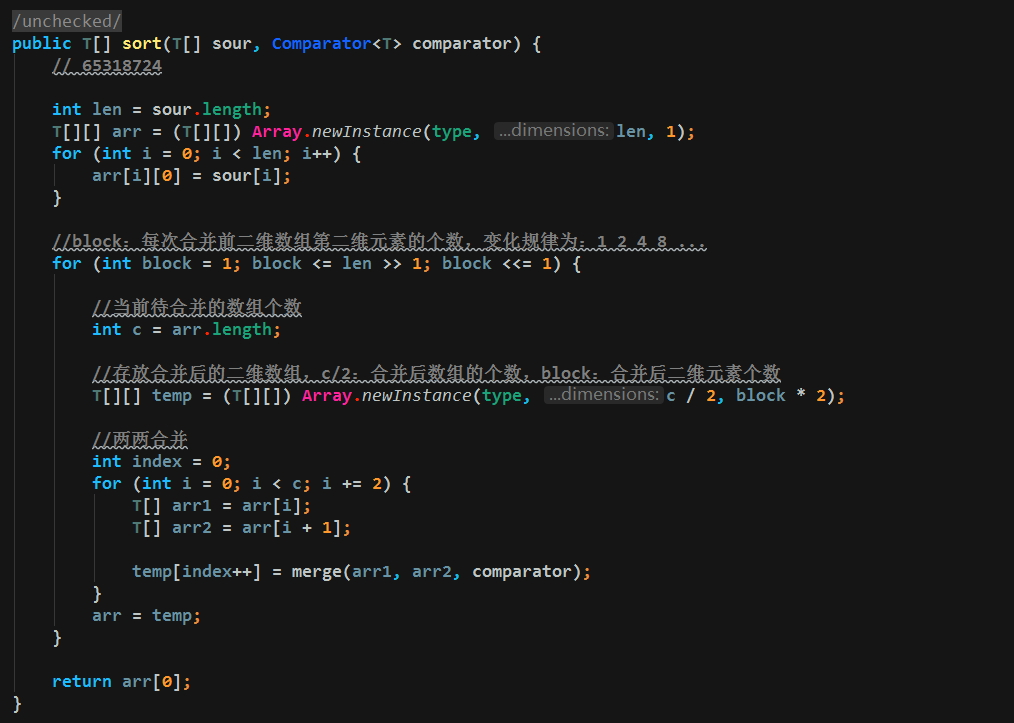 /unchecked/
public T[] sort(T[] sour, Comparator<T> comparator) {
// 65318724
int len = sour.length;
T[][] arr = (T[][]) Array.newInstance(type, ...dimensions: len, 1);
for (int i = 0; i < len; i++) {
arr[i][0] = sour[i];
}
//block：每次合并前二维数组第二维元素的个数，变化规律为：1 2 4 8 ...
for (int block = 1; block <= len >> 1; block <<= 1) {
//当前待合并的数组个数
int c = arr.length;
//存放合并后的二维数组，c/2：合并后数组的个数，block：合并后二维元素个数
T[][] temp = (T[][]) Array.newInstance(type, ...dimensions: c / 2, block * 2);
//两两合并
int index = 0;
for (int i = 0; i < c; i += 2) {
T[] arr1 = arr[i];
T[] arr2 = arr[i + 1];
temp[index++] = merge(arr1, arr2, comparator);
}
arr = temp;
}
return arr[0];
}